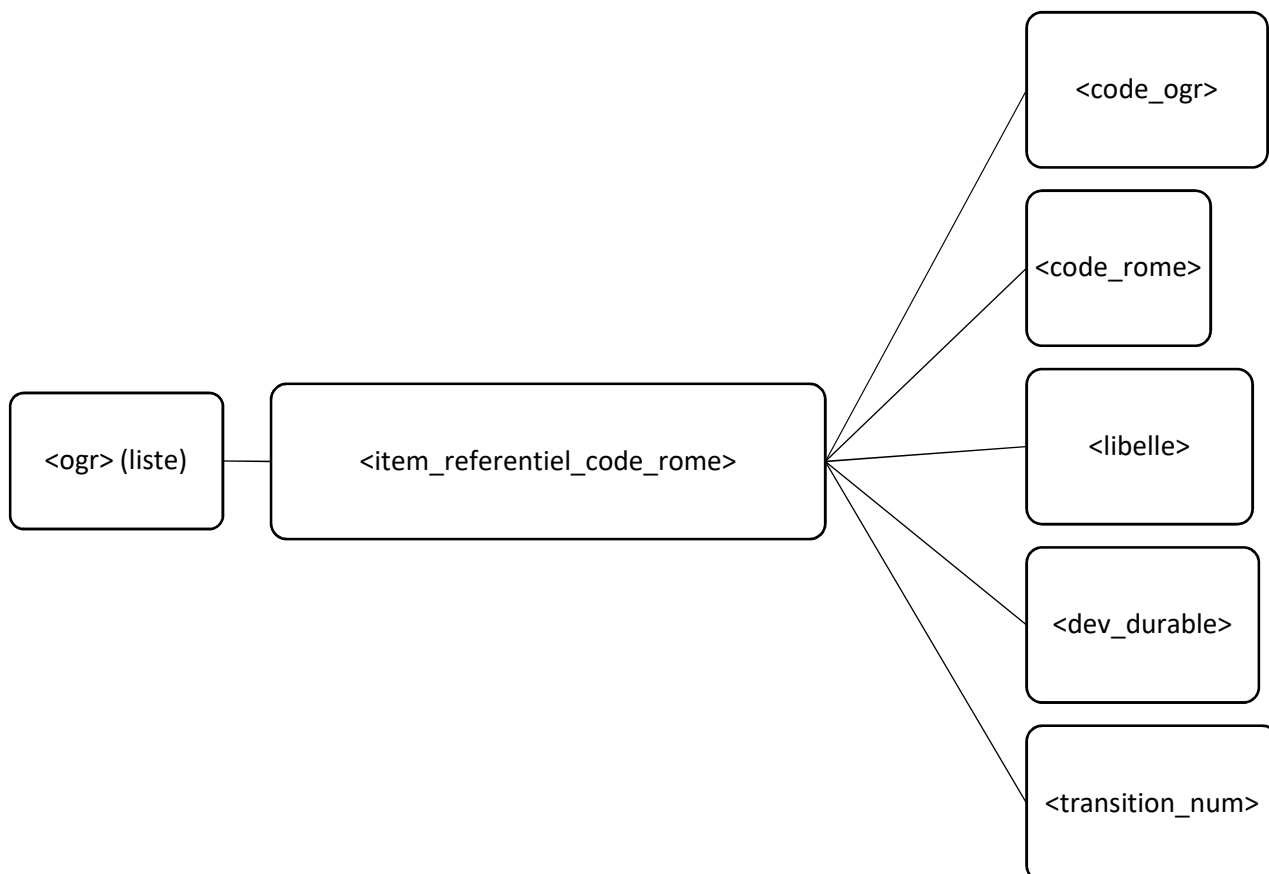 <code_ogr>
<code_rome>
<ogr> (liste)
<item_referentiel_code_rome>
<libelle>
<dev_durable>
<transition_num>